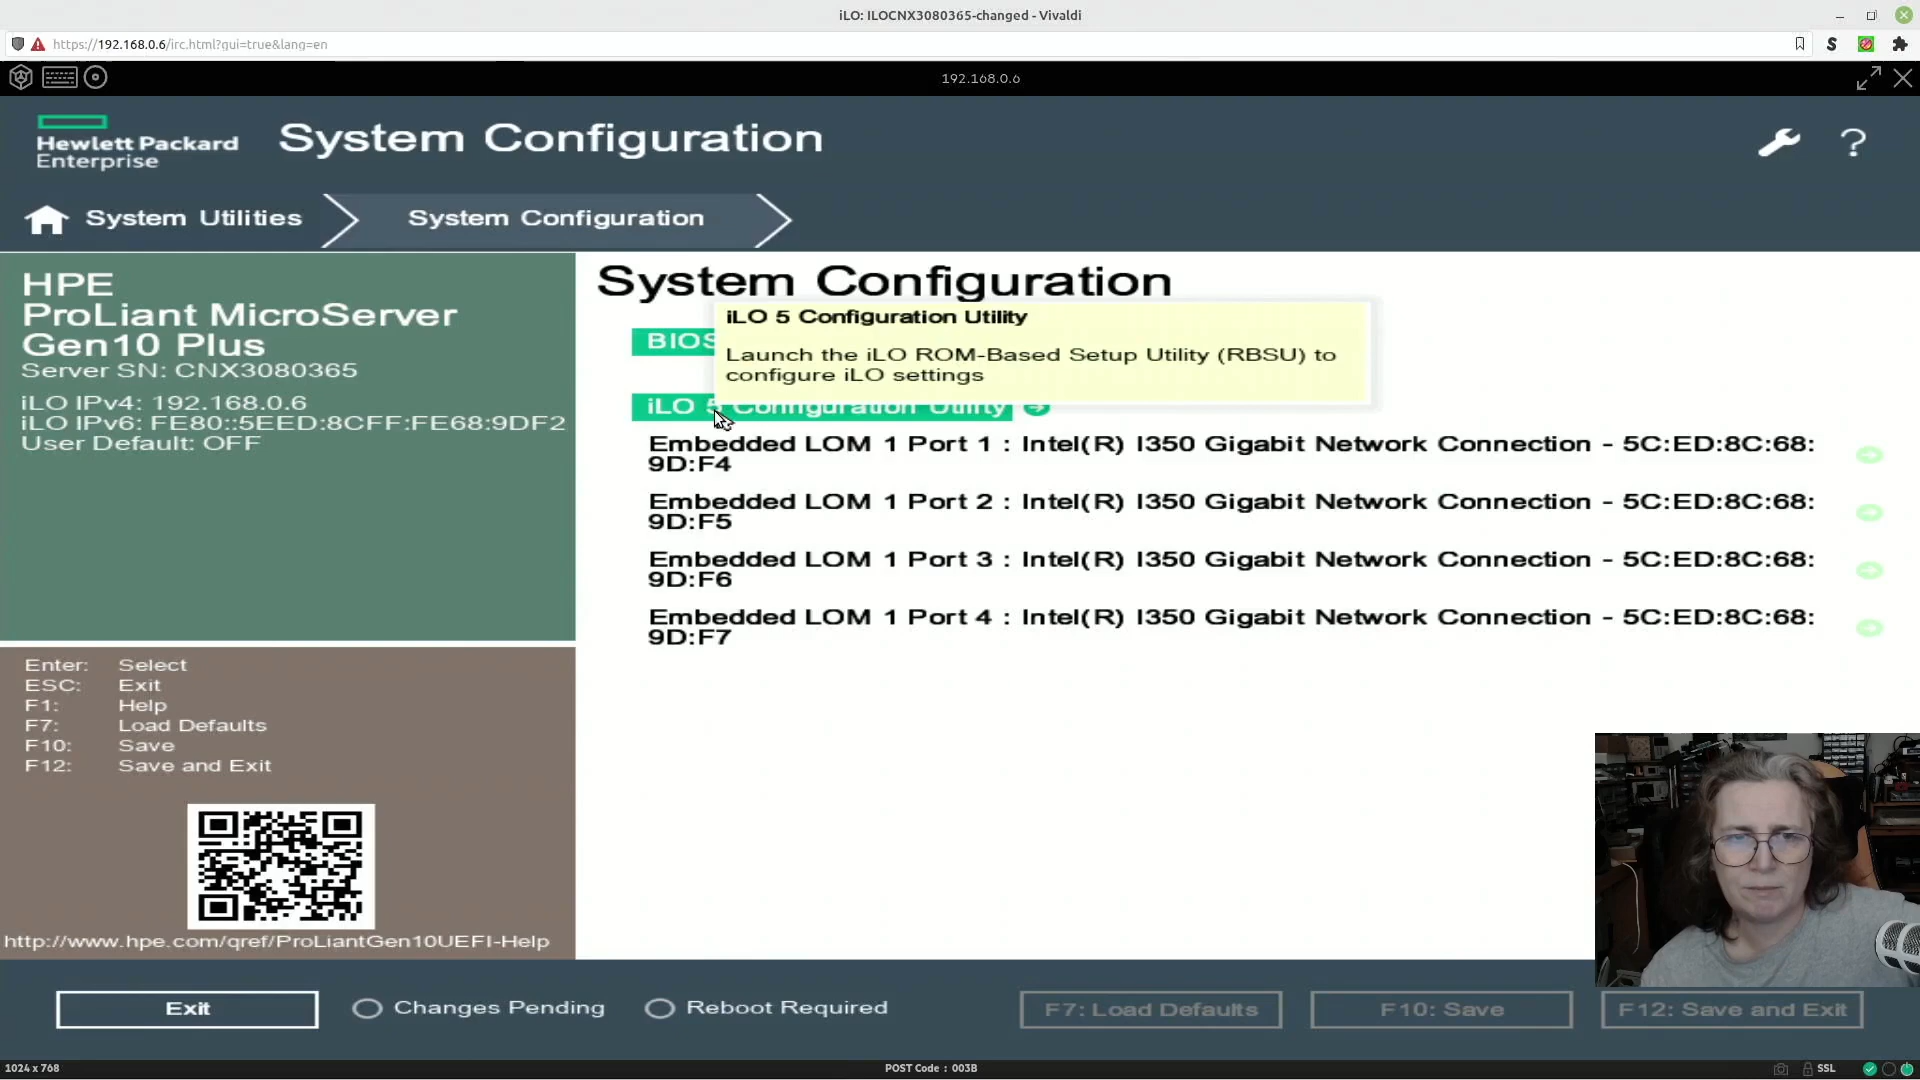 iLO: ILOCNX3080365-changed - Vivaldi
https://192.168.0.6/irc.html?gui=true&lang=en
192.168.0.6
Hewlett Packard
Enterprise
System Configuration
?
System Utilities
System Configuration
HPE
ProLiant MicroServer
Gen10 Plus
Server SN: CNX3080365
iLO IPv4: 192.168.0.6
iLO IPv6: FE80::5EED:8CFF:FE68:9DF2
User Default: OFF
Enter: Select
ESC: Exit
F1: Help
F7: Load Defaults
F10: Save
F12: Save and Exit
http://www.hpe.com/qref/ProLiantGen10UEFI-Help
System Configuration
BIOS
iLO 5 Configuration Utility
Launch the iLO ROM-Based Setup Utility (RBSU) to
configure iLO settings
iLO 5 Configuration Utility
Embedded LOM 1 Port 1 : Intel(R) I350 Gigabit Network Connection - 5C:ED:8C:68:
9D:F4
Embedded LOM 1 Port 2 : Intel(R) I350 Gigabit Network Connection - 5C:ED:8C:68:
9D:F5
Embedded LOM 1 Port 3 : Intel(R) I350 Gigabit Network Connection - 5C:ED:8C:68:
9D:F6
Embedded LOM 1 Port 4 : Intel(R) I350 Gigabit Network Connection - 5C:ED:8C:68:
9D:F7
Exit
Changes Pending
Reboot Required
F7: Load Defaults
F10: Save
F12: Save and Exit
1024 x 768
POST Code : 003B
SSL